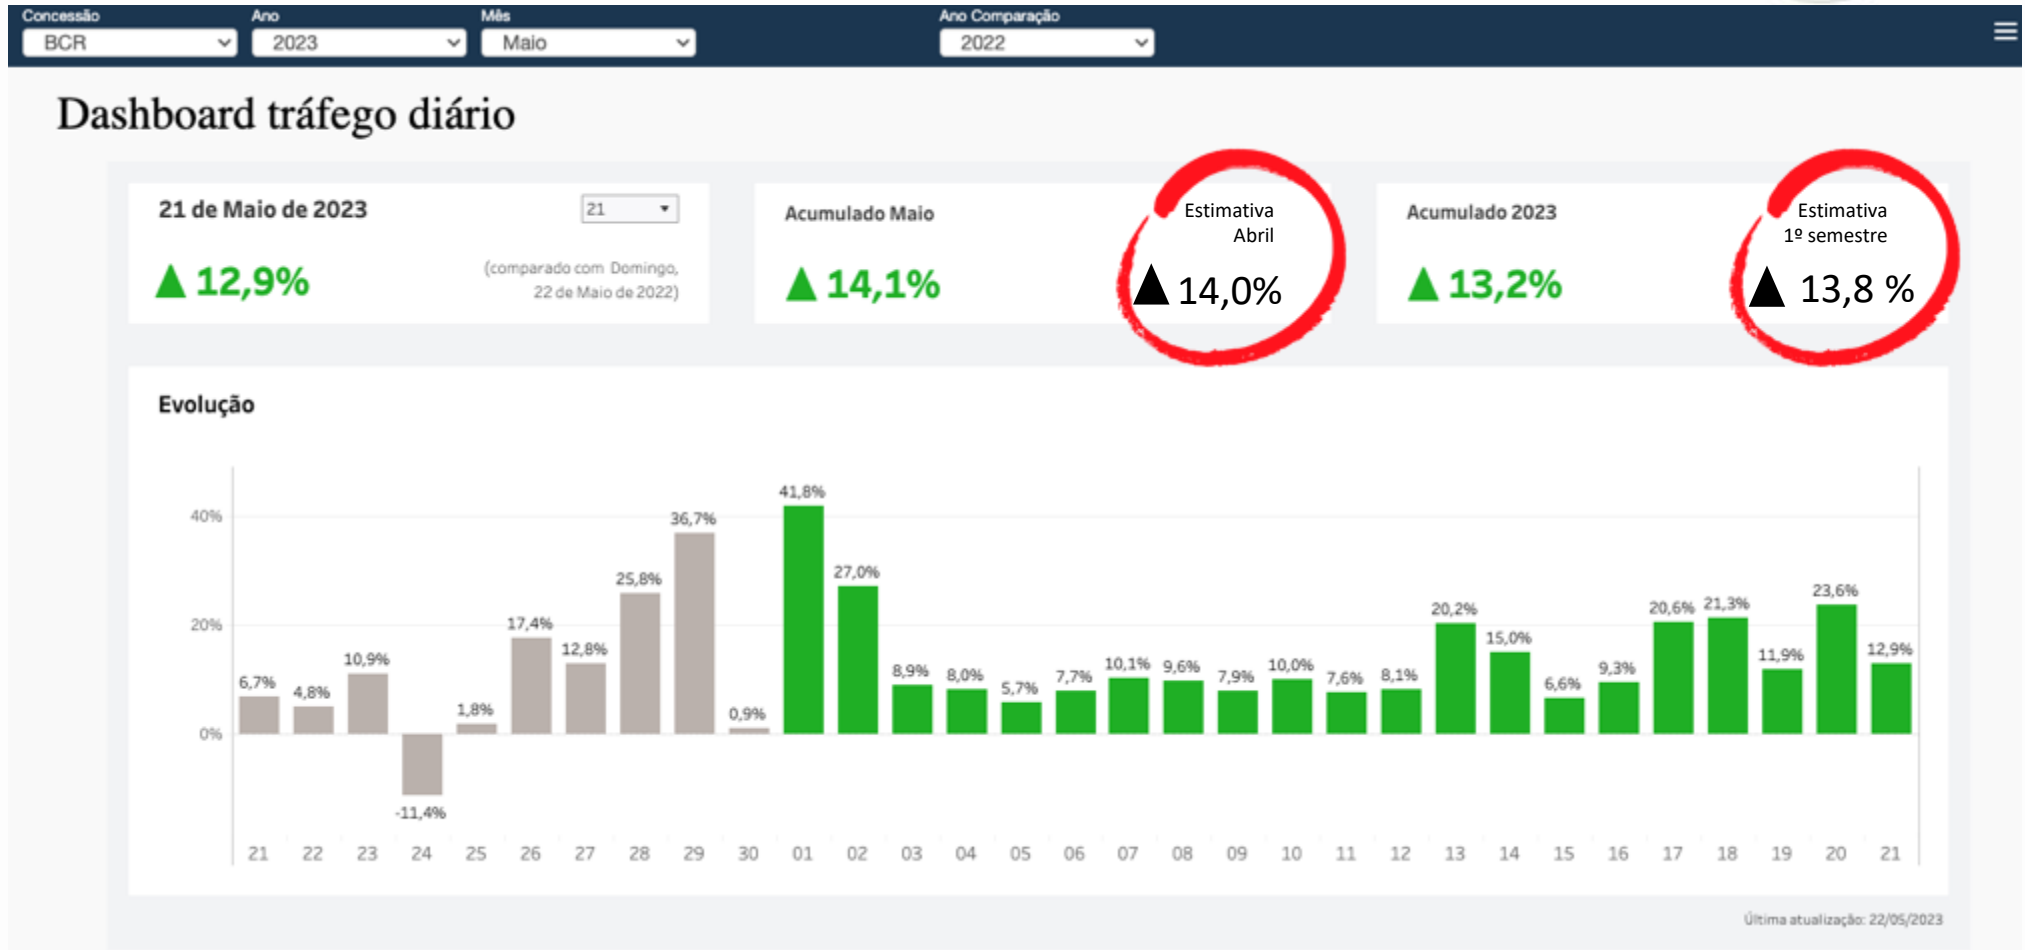 Concessão Ano Mês Ano Comparação
BCR 2023 Maio 2022
Dashboard tráfego diário
21 de Maio de 2023
21
12,9%
(comparado com Domingo,
22 de Maio de 2022)
Acumulado Maio
14,1%
Estimativa
Abril
14,0%
Acumulado 2023
13,2%
Estimativa
1º semestre
13,8 %
Evolução
40%
20%
0%
6,7% 4,8% 10,9% -11,4% 1,8% 17,4% 12,8% 25,8% 36,7% 0,9% 41,8% 27,0% 8,9% 8,0% 5,7% 7,7% 10,1% 9,6% 7,9% 10,0% 7,6% 8,1% 20,2% 15,0% 6,6% 9,3% 20,6% 21,3% 11,9% 23,6% 12,9%
21 22 23 24 25 26 27 28 29 30 01 02 03 04 05 06 07 08 09 10 11 12 13 14 15 16 17 18 19 20 21
Última atualização: 22/05/2023